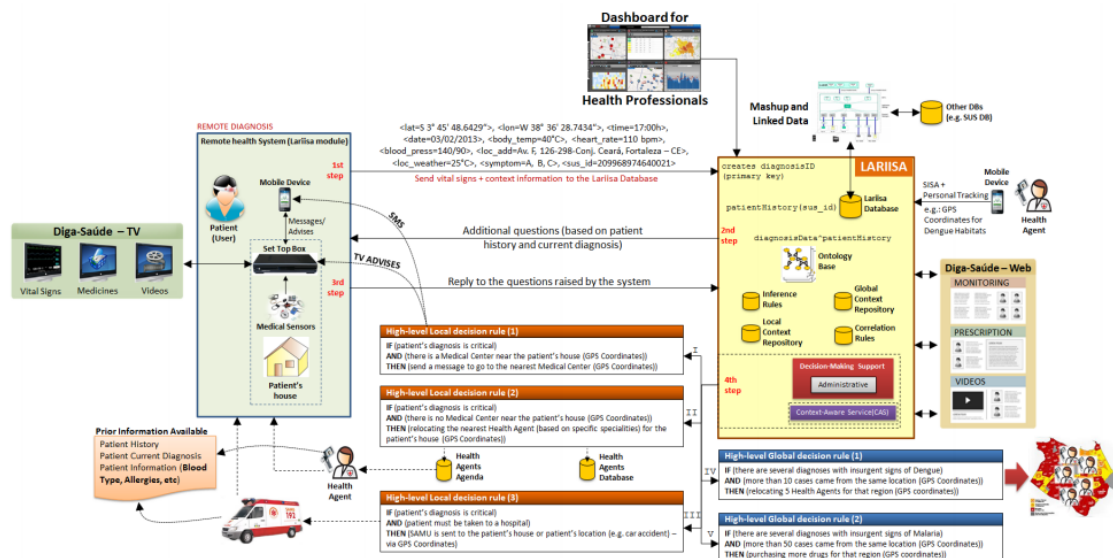 Dashboard for
Health Professionals
Mashup and
Linked Data
Other DBs
(e.g. SUS DB)
REMOTE DIAGNOSIS
Remote health System (Lariisa module)
Patient
(User)
Mobile Device
Messages/
Advises
Set Top Box
Medical Sensors
Patient's
house
1st
step
<lat=S 3° 45' 48.6429">, <lon=W 38° 36' 28.7434">, <time=17:00h>,
<date=03/02/2013>, <body_temp=40°C>, <heart_rate=110 bpm>,
<blood_press=140/90>, <loc_add=Av. F, 126-298-Conj. Ceará, Fortaleza – CE>,
<loc_weather=25°C>, <symptom=A, B, C>, <sus_id=209968974640021>
Send vital signs + context information to the Lariisa Database
SMS
TV ADVISES
Additional questions (based on patient
history and current diagnosis)
2nd
step
3rd
step
Reply to the questions raised by the system
Diga-Saúde – TV
Vital Signs
Medicines
Videos
LARIISA
creates diagnosisID
(primary key)
patientHistory(sus_id)
Lariisa
Database
diagnosisData^patientHistory
Ontology
Base
Inference
Rules
Global
Context
Repository
Local
Context
Repository
Correlation
Rules
4th
step
Decision-Making Support
Administrative
Context-Aware Service(CAS)
SISA +
Personal Tracking
e.g.: GPS
Coordinates for
Dengue Habitats
Mobile
Device
Health
Agent
Diga-Saúde – Web
MONITORING
PRESCRIPTION
VIDEOS
High-level Local decision rule (1)
IF (patient's diagnosis is critical)
AND (there is a Medical Center near the patient's house (GPS Coordinates))
THEN (send a message to go to the nearest Medical Center (GPS Coordinates))
I
High-level Local decision rule (2)
IF (patient's diagnosis is critical)
AND (there is no Medical Center near the patient's house (GPS Coordinates))
THEN (relocating the nearest Health Agent (based on specific specialities) for the
patient's house (GPS Coordinates))
II
Health
Agents
Agenda
Health
Agents
Database
High-level Local decision rule (3)
IF (patient's diagnosis is critical)
AND (patient must be taken to a hospital)
THEN (SAMU is sent to the patient's house or patient's location (e.g. car accident) –
via GPS Coordinates)
III
Prior Information Available
Patient History
Patient Current Diagnosis
Patient Information (Blood
Type, Allergies, etc)
Health
Agent
192
IV
High-level Global decision rule (1)
IF (there are several diagnoses with insurgent signs of Dengue)
AND (more than 10 cases came from the same location (GPS Coordinates))
THEN (relocating 5 Health Agents for that region (GPS coordinates))
V
High-level Global decision rule (2)
IF (there are several diagnoses with insurgent signs of Malaria)
AND (more than 50 cases came from the same location (GPS Coordinates))
THEN (purchasing more drugs for that region (GPS coordinates))